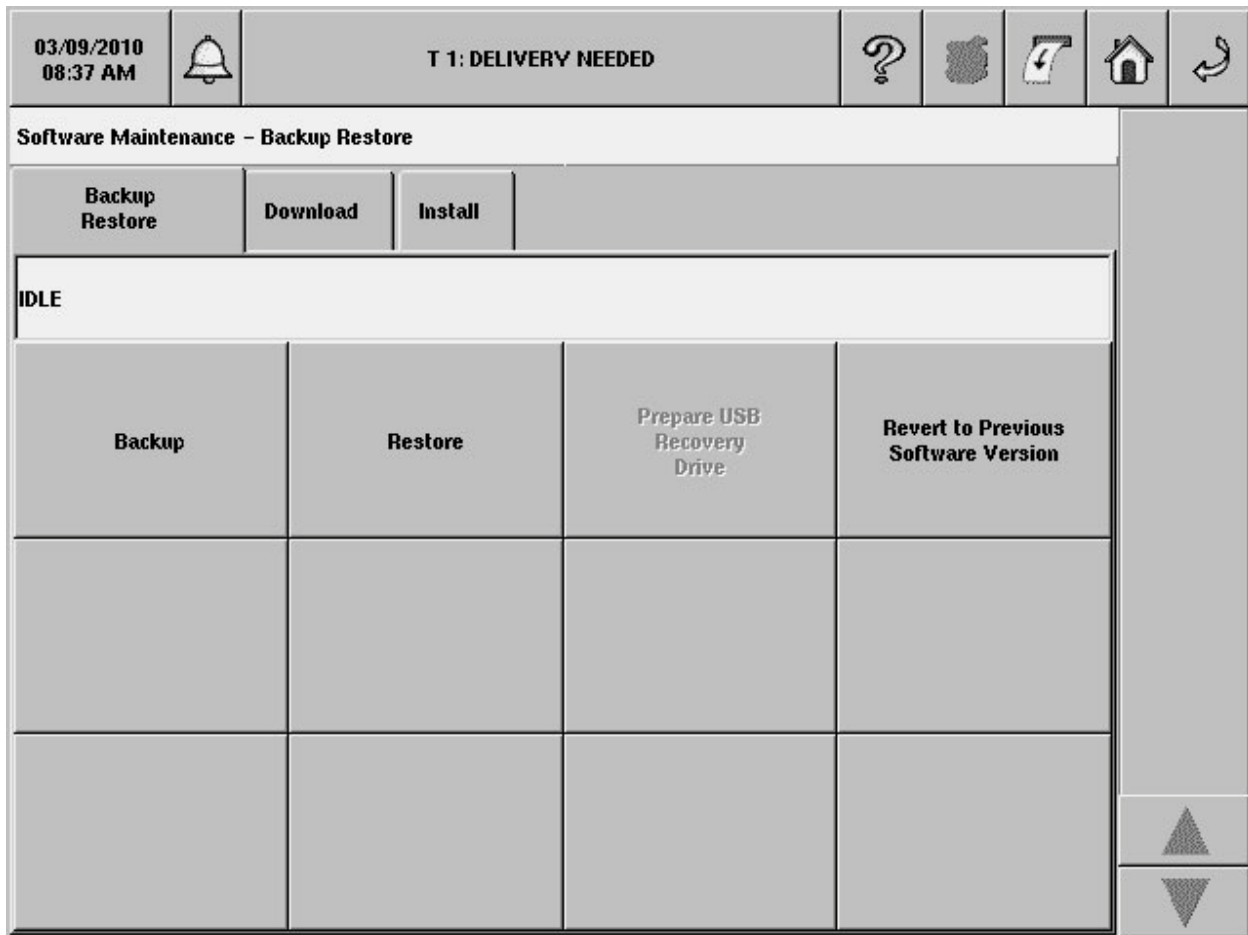 03/09/2010
08:37 AM
T 1: DELIVERY NEEDED
Software Maintenance - Backup Restore
Backup
Restore
Download
Install
IDLE
Backup
Restore
Prepare USB
Recovery
Drive
Revert to Previous
Software Version